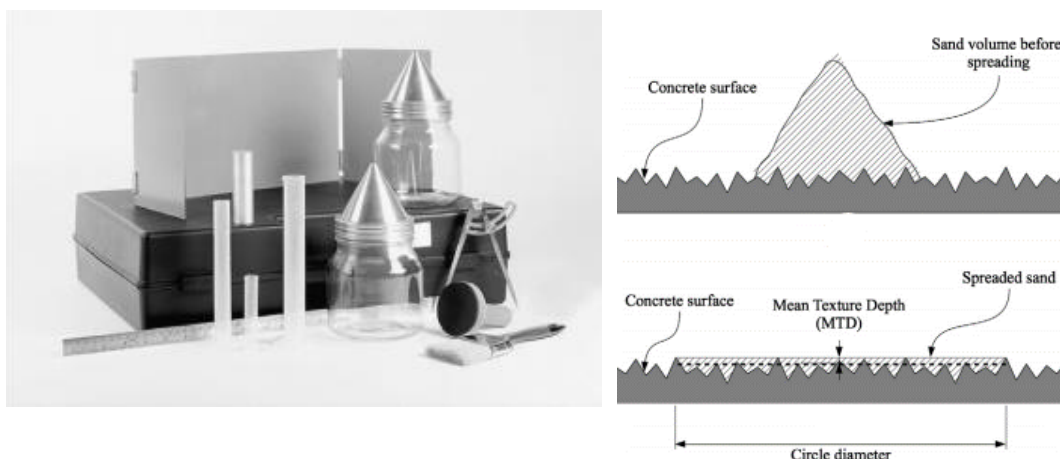 Sand volume before
spreading
Concrete surface
Spreaded sand
Concrete surface
Mean Texture Depth
(MTD)
Circle diameter